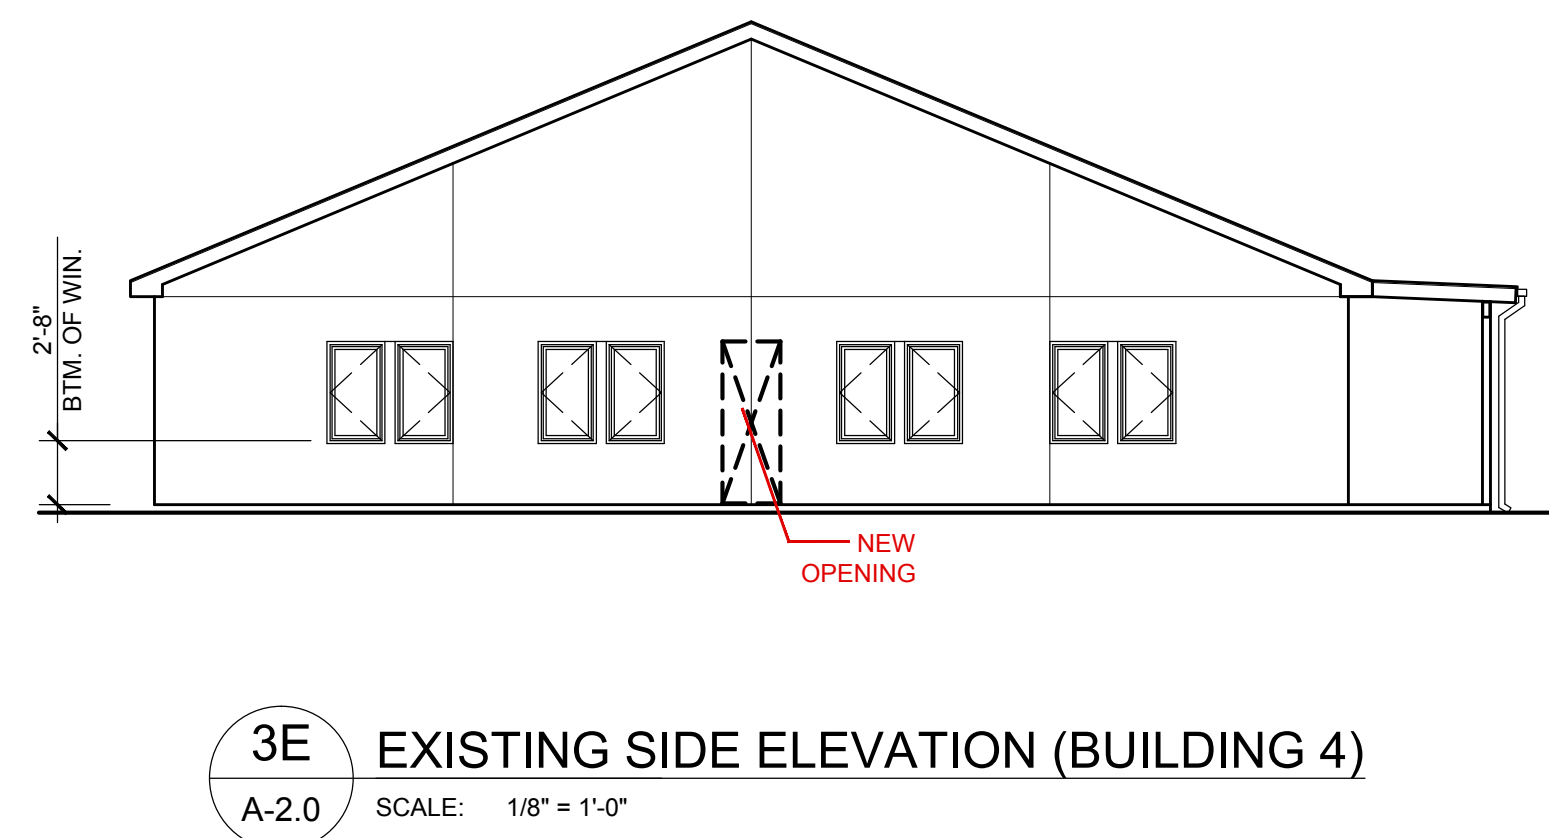 2'-8"
BTM. OF WIN.
NEW
OPENING
3E
EXISTING SIDE ELEVATION (BUILDING 4)
A-2.0
SCALE: 1/8" = 1'-0"